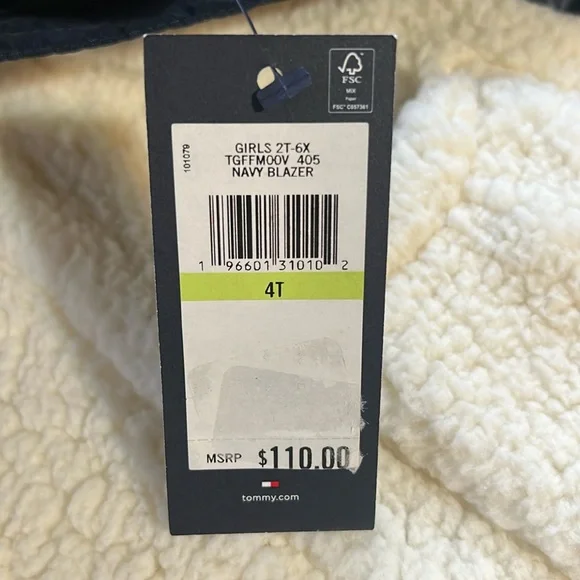 FSC
MIX
Paper
FSC® C057361
101079
GIRLS 2T-6X
TGFFM00V 405
NAVY BLAZER
1 96601 31010 2
4T
MSRP $110.00
tommy.com